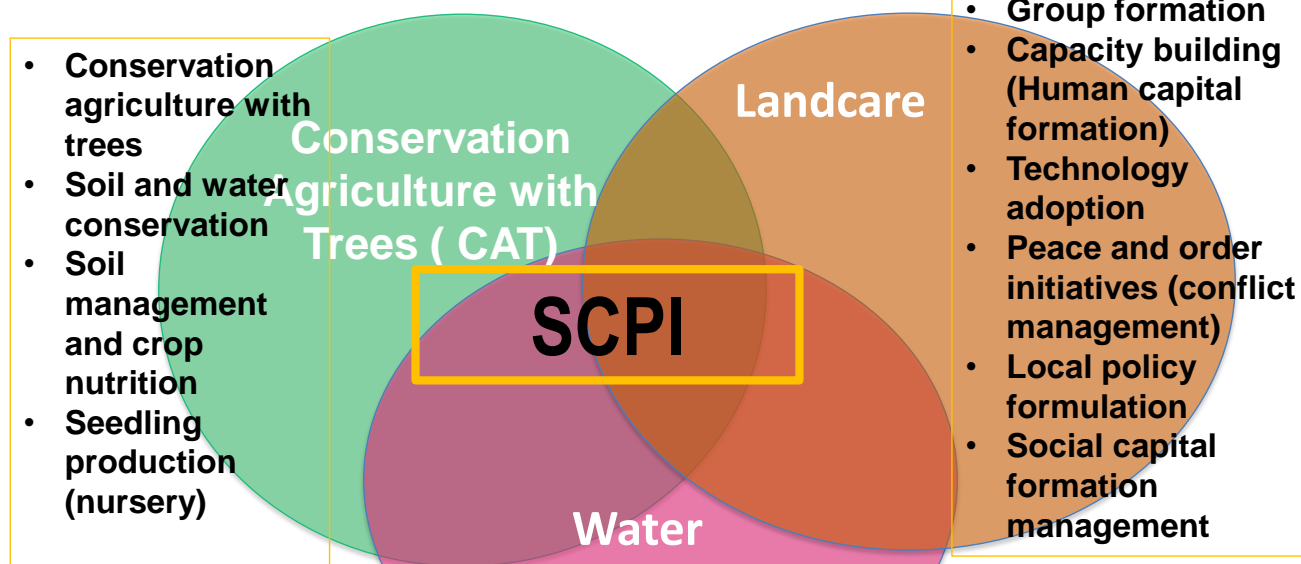 • Conservation
agriculture with
trees
• Soil and water
conservation
• Soil
management
and crop
nutrition
• Seedling
production
(nursery)
Conservation
Agriculture with
Trees ( CAT)
Landcare
SCPI
Water
• Group formation
• Capacity building
(Human capital
formation)
• Technology
adoption
• Peace and order
initiatives (conflict
management)
• Local policy
formulation
• Social capital
formation
management